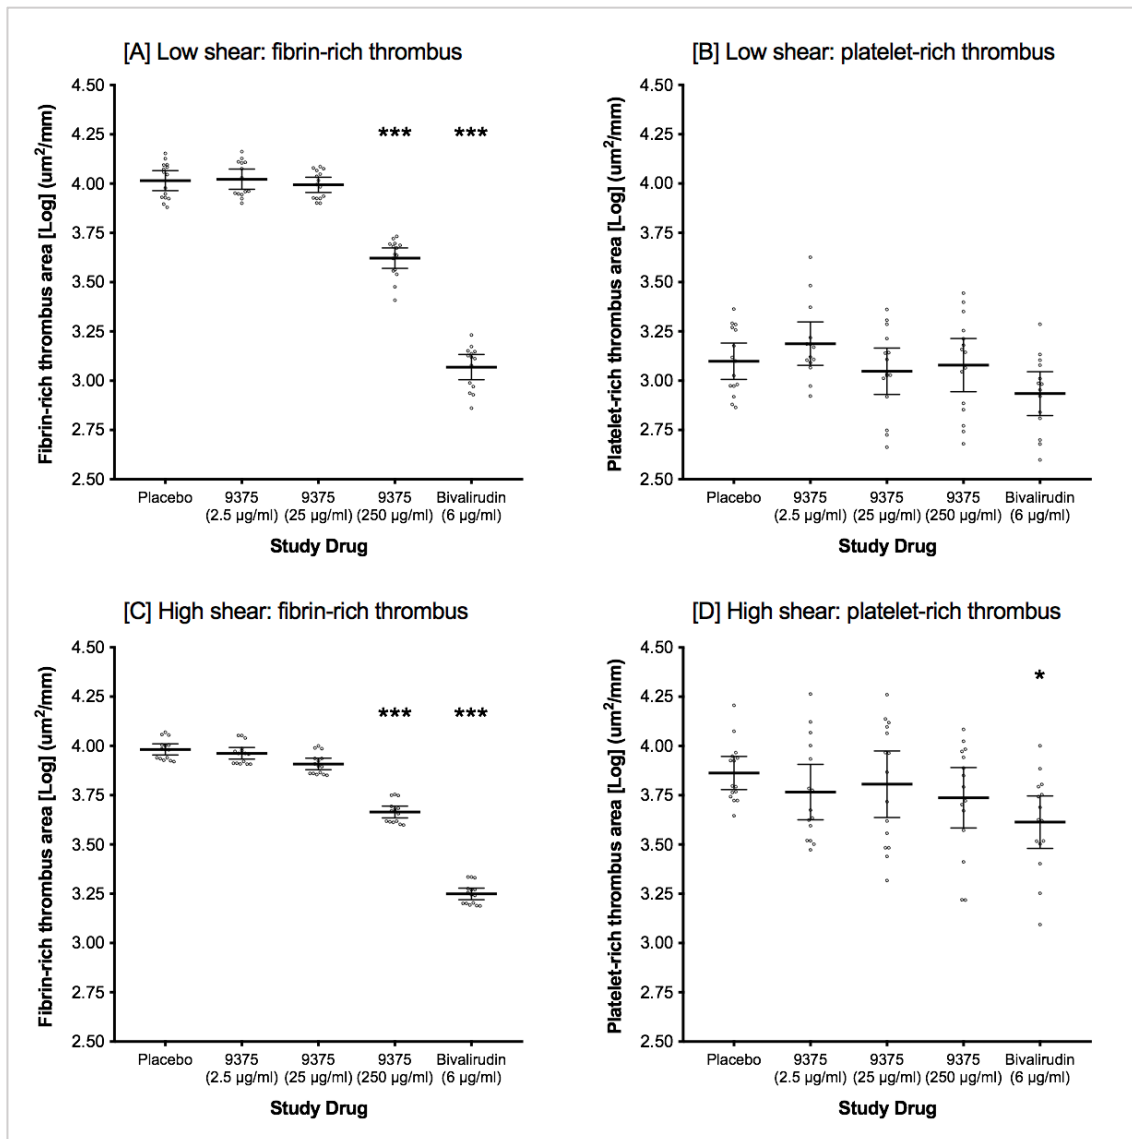 [A] Low shear: fibrin-rich thrombus
Fibrin-rich thrombus area [Log] (um²/mm)
4.50
4.25
4.00
3.75
3.50
3.25
3.00
2.75
2.50
*** ***
Placebo 9375 9375 9375 Bivalirudin
(2.5 µg/ml) (25 µg/ml) (250 µg/ml) (6 µg/ml)
Study Drug
[B] Low shear: platelet-rich thrombus
Platelet-rich thrombus area [Log] (um²/mm)
4.50
4.25
4.00
3.75
3.50
3.25
3.00
2.75
2.50
Placebo 9375 9375 9375 Bivalirudin
(2.5 µg/ml) (25 µg/ml) (250 µg/ml) (6 µg/ml)
Study Drug
[C] High shear: fibrin-rich thrombus
Fibrin-rich thrombus area [Log] (um²/mm)
4.50
4.25
4.00
3.75
3.50
3.25
3.00
2.75
2.50
*** ***
Placebo 9375 9375 9375 Bivalirudin
(2.5 µg/ml) (25 µg/ml) (250 µg/ml) (6 µg/ml)
Study Drug
[D] High shear: platelet-rich thrombus
Platelet-rich thrombus area [Log] (um²/mm)
4.50
4.25
4.00
3.75
3.50
3.25
3.00
2.75
2.50
*
Placebo 9375 9375 9375 Bivalirudin
(2.5 µg/ml) (25 µg/ml) (250 µg/ml) (6 µg/ml)
Study Drug